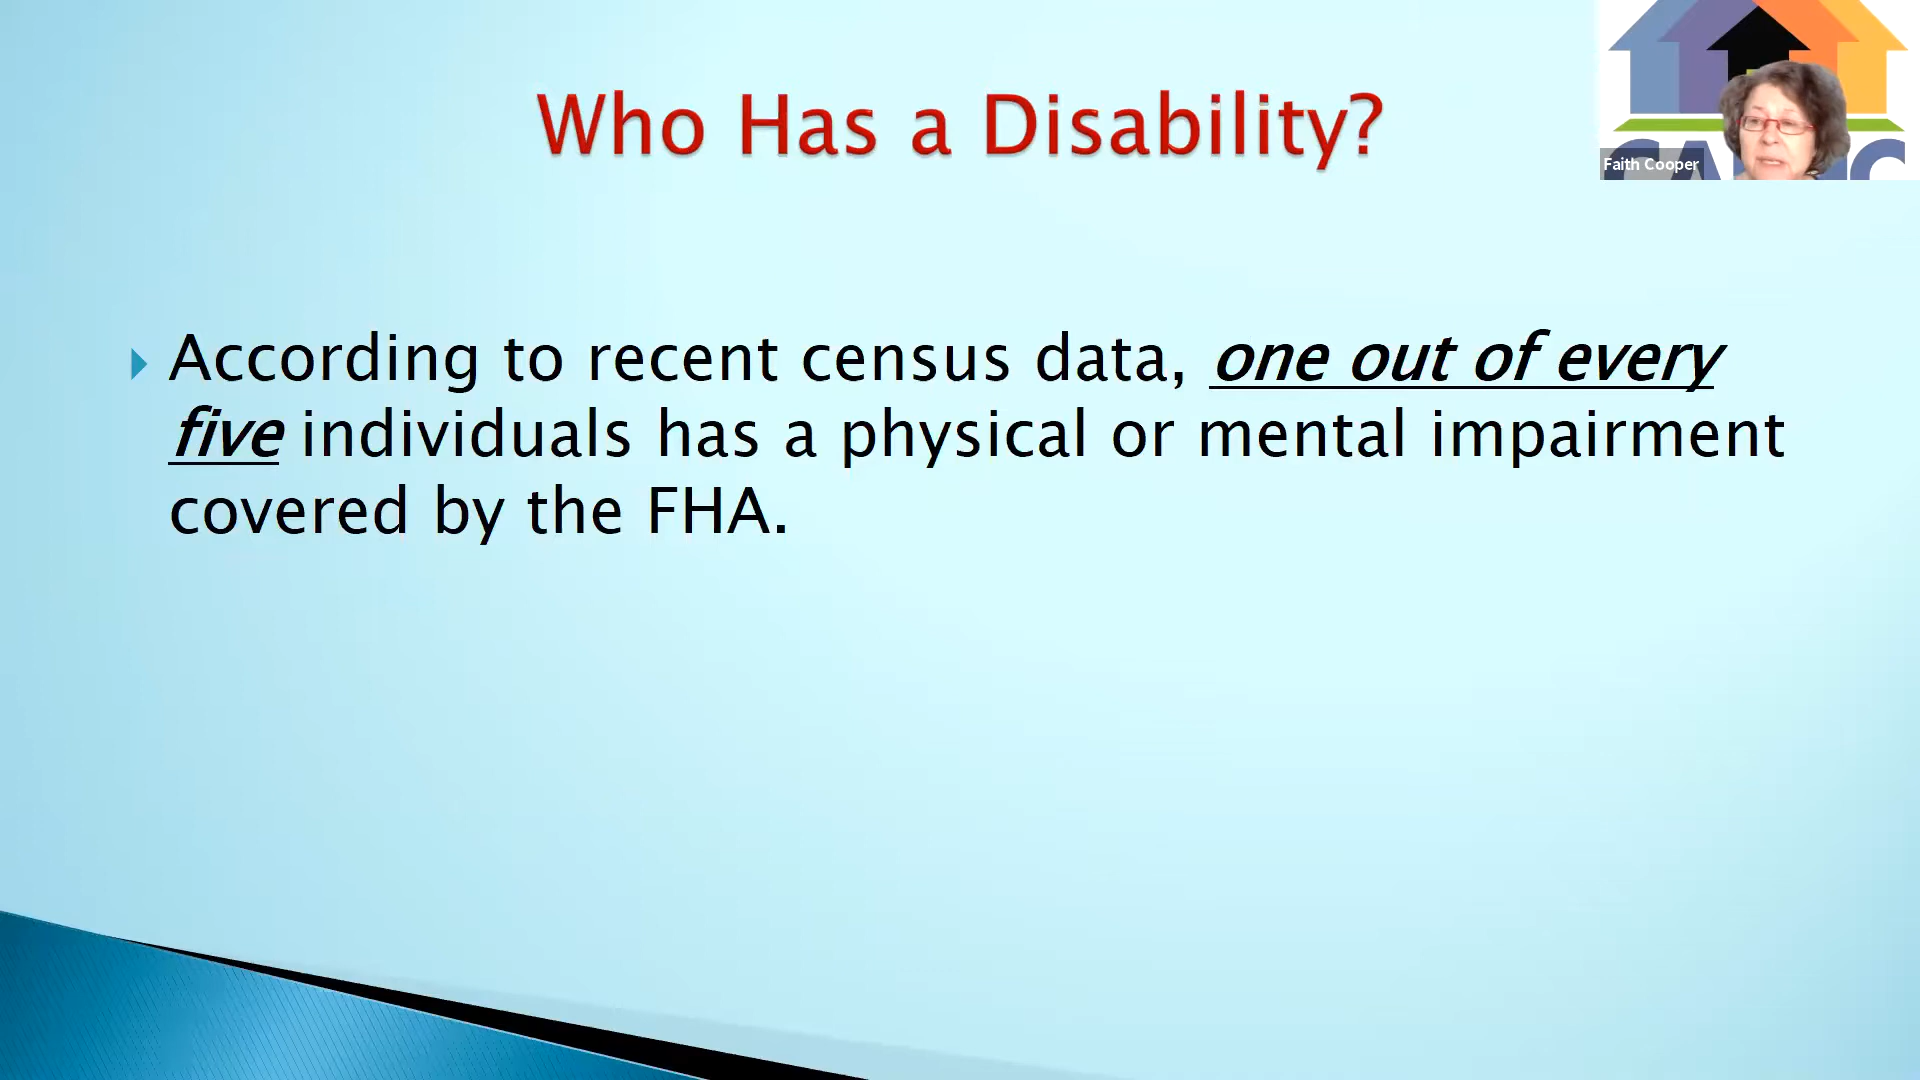 Who Has a Disability?
Faith Cooper
According to recent census data, one out of every
five individuals has a physical or mental impairment
covered by the FHA.